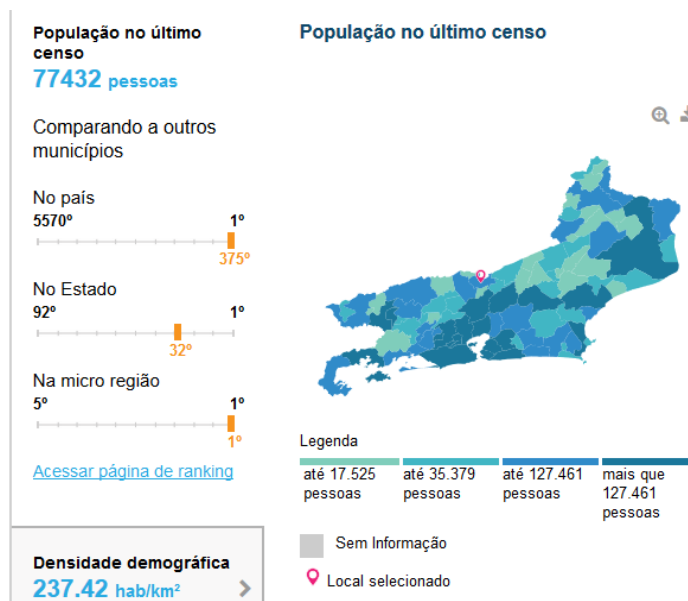 População no último
censo
77432 pessoas
Comparando a outros
municípios
No país
5570º 1º
375º
No Estado
92º 1º
32º
Na micro região
5º 1º
1º
Acessar página de ranking
Densidade demográfica
237.42 hab/km²
População no último censo
Legenda
até 17.525
pessoas
até 35.379
pessoas
até 127.461
pessoas
mais que
127.461
pessoas
Sem Informação
Local selecionado